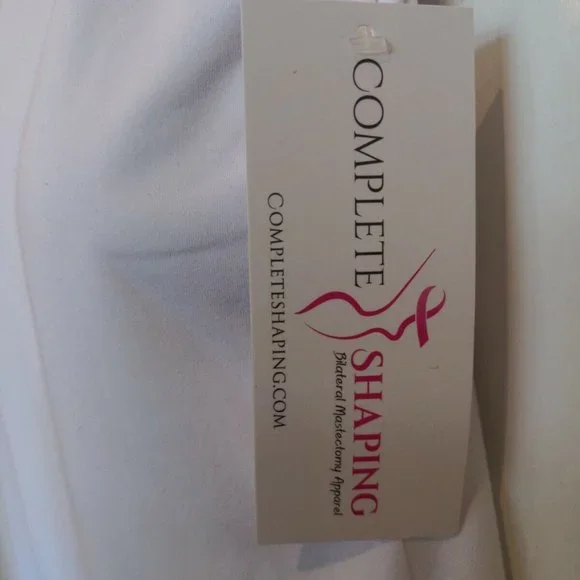 COMPLETE SHAPING
Bilateral Mastectomy Apparel
COMPLETESHAPING.COM